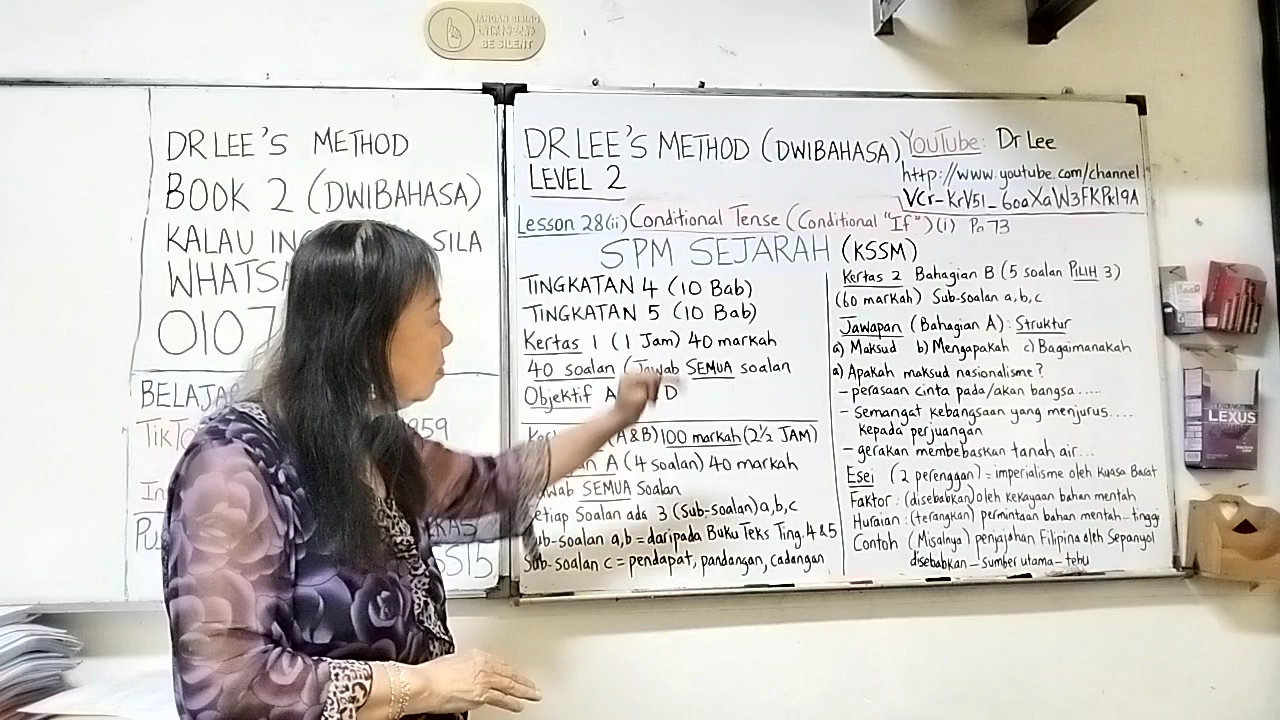 JANGAN BISING
BE SILENT
DR LEE'S METHOD
BOOK 2 (DWIBAHASA)
KALAU IN SILA
WHATSA
0107
BELAJA
TikTo 959
In
Pu EKAS
5515
DR LEE'S METHOD (DWIBAHASA)
LEVEL 2
YouTube: Dr Lee
http://www.youtube.com/channel
VCr-KrV51_6oaXaW3FKPkl9A
Lesson 28(ii) Conditional Tense (Conditional "If")(i) Pg 73
SPM SEJARAH (KSSM)
TINGKATAN 4 (10 Bab)
TINGKATAN 5 (10 Bab)
Kertas 1 (1 Jam) 40 markah
40 soalan (Jawab SEMUA soalan
Objektif A D
Ker (A&B) 100 markah (2½ JAM)
an A (4 soalan) 40 markah
Jawab SEMUA Soalan
Setiap Soalan ada 3 (Sub-soalan) a,b,c
Sub-soalan a,b = daripada Buku Teks Ting. 4 & 5
Sub-soalan c = pendapat, pandangan, cadangan
Kertas 2 Bahagian B (5 soalan PILIH 3)
(60 markah) Sub-soalan a,b,c
Jawapan (Bahagian A): Struktur
a) Maksud b) Mengapakah c) Bagaimanakah
a) Apakah maksud nasionalisme?
- perasaan cinta pada/akan bangsa.....
- Semangat kebangsaan yang menjurus....
kepada perjuangan
- gerakan membebaskan tanah air...
Esei (2 perenggan) = imperialisme oleh Kuasa Barat
Faktor: (disebabkan) oleh kekayaan bahan mentah
Huraian: (terangkan) permintaan bahan mentah-tinggi
Contoh (Misalnya) penjajahan Filipina oleh Sepanyol
disebabkan - sumber utama - tebu
LEXUS